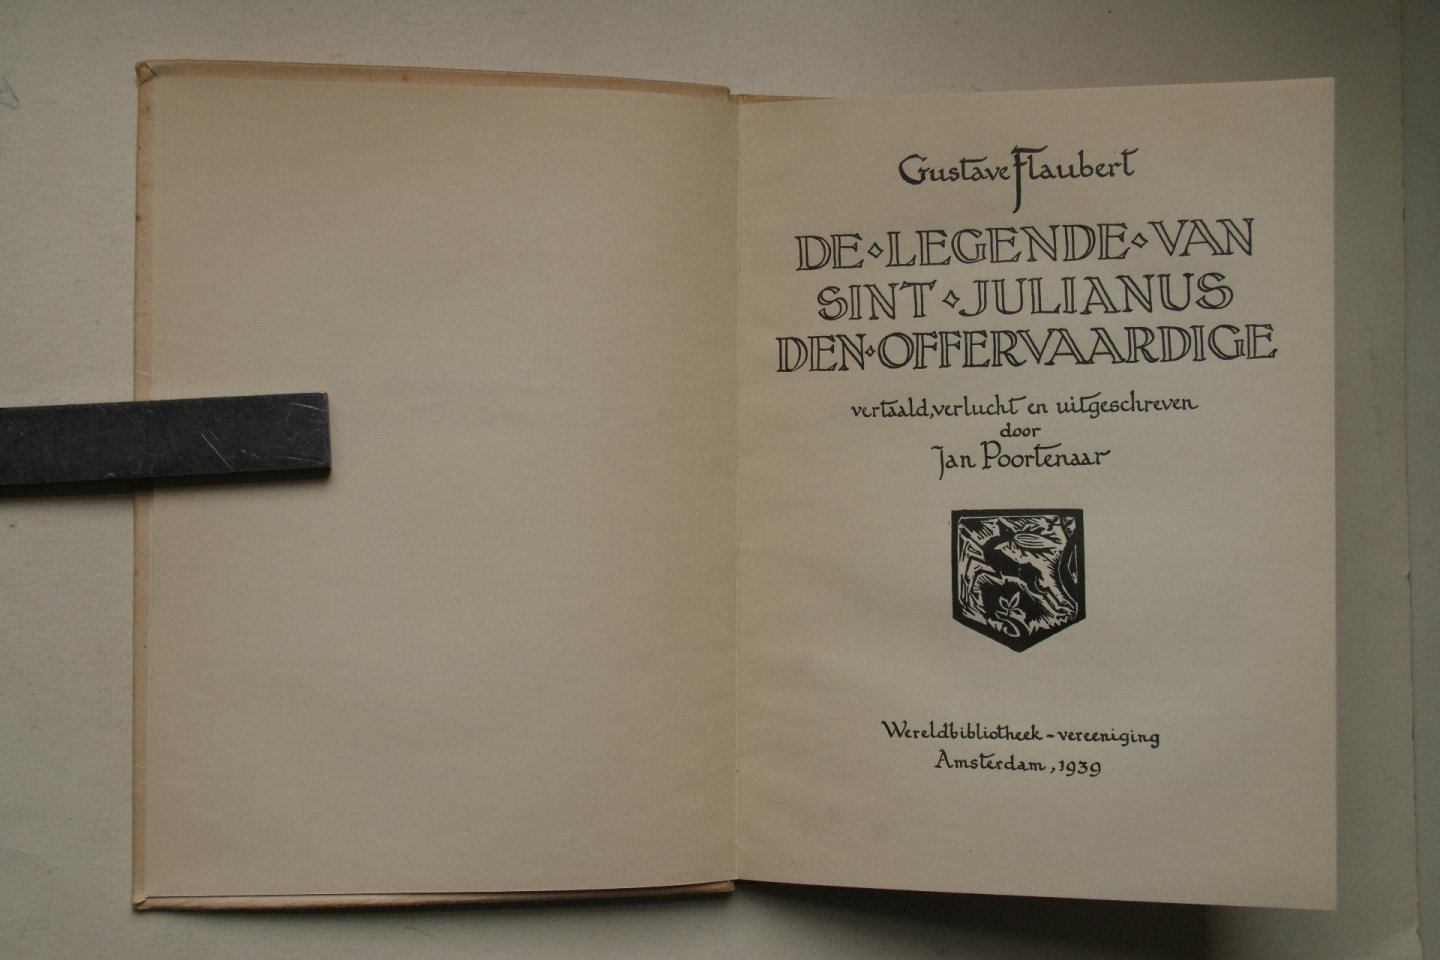 Gustave Flaubert
DE◇LEGENDE◇VAN
SINT◇JULIANUS
DEN◇OFFERVAARDIGE
vertaald, verlucht en uitgeschreven
door
Jan Poortenaar
Wereldbibliotheek-vereeniging
Amsterdam, 1939